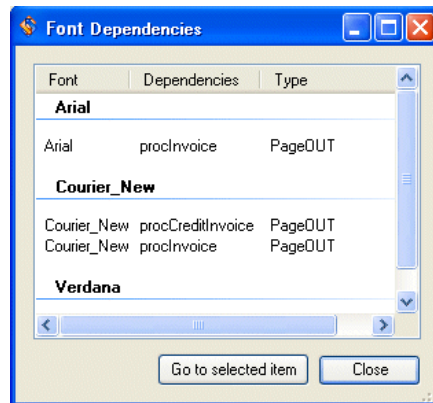 Font Dependencies
Font Dependencies Type
Arial
Arial procInvoice PageOUT
Courier_New
Courier_New procCreditInvoice PageOUT
Courier_New procInvoice PageOUT
Verdana
Go to selected item Close